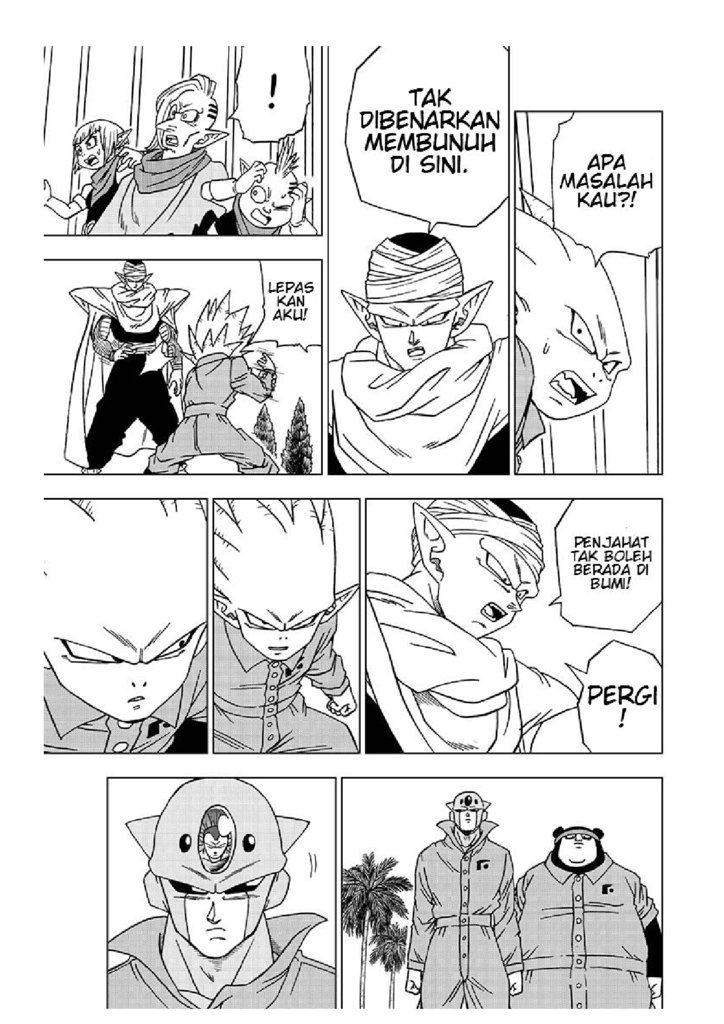 APA
MASALAH
KAU?!
TAK
DIBENARKAN
MEMBUNUH
DI SINI.
!
LEPAS
KAN
AKU!
PENJAHAT
TAK BOLEH
BERADA DI
BUMI!
PERGI
!